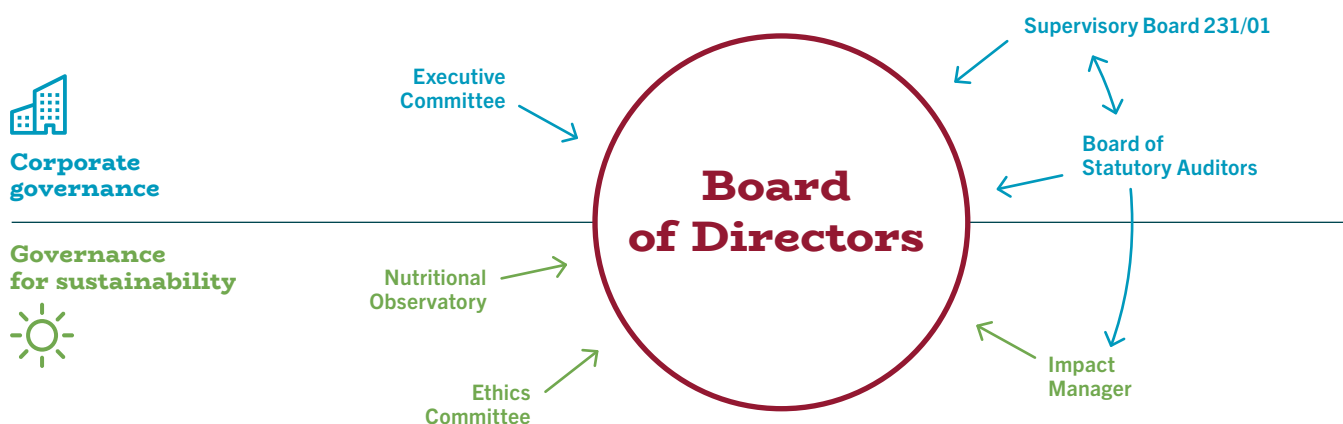 Supervisory Board 231/01
Executive
Committee
Corporate
governance
Board of
Statutory Auditors
Board
of Directors
Governance
for sustainability
Nutritional
Observatory
Ethics
Committee
Impact
Manager